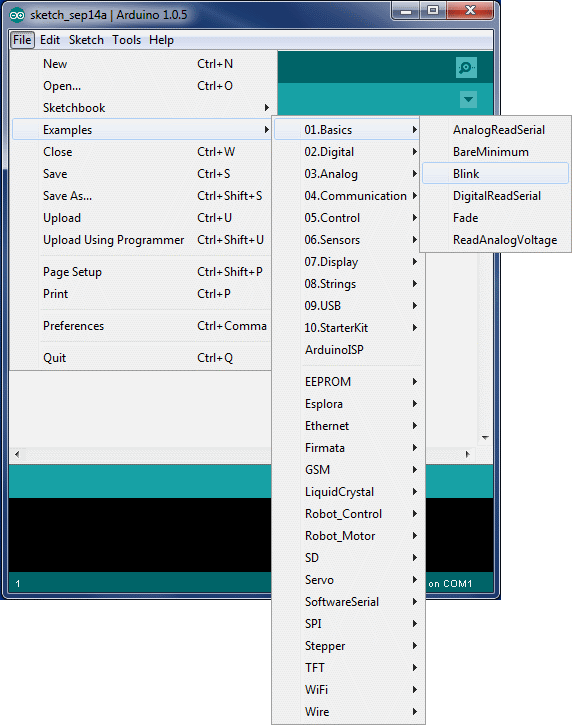 sketch_sep14a | Arduino 1.0.5
File Edit Sketch Tools Help
New Ctrl+N
Open... Ctrl+O
Sketchbook
Examples
Close Ctrl+W
Save Ctrl+S
Save As... Ctrl+Shift+S
Upload Ctrl+U
Upload Using Programmer Ctrl+Shift+U
Page Setup Ctrl+Shift+P
Print Ctrl+P
Preferences Ctrl+Comma
Quit Ctrl+Q
01.Basics
02.Digital
03.Analog
04.Communication
05.Control
06.Sensors
07.Display
08.Strings
09.USB
10.StarterKit
ArduinoISP
EEPROM
Esplora
Ethernet
Firmata
GSM
LiquidCrystal
Robot_Control
Robot_Motor
SD
Servo
SoftwareSerial
SPI
Stepper
TFT
WiFi
Wire
AnalogReadSerial
BareMinimum
Blink
DigitalReadSerial
Fade
ReadAnalogVoltage
1 on COM1